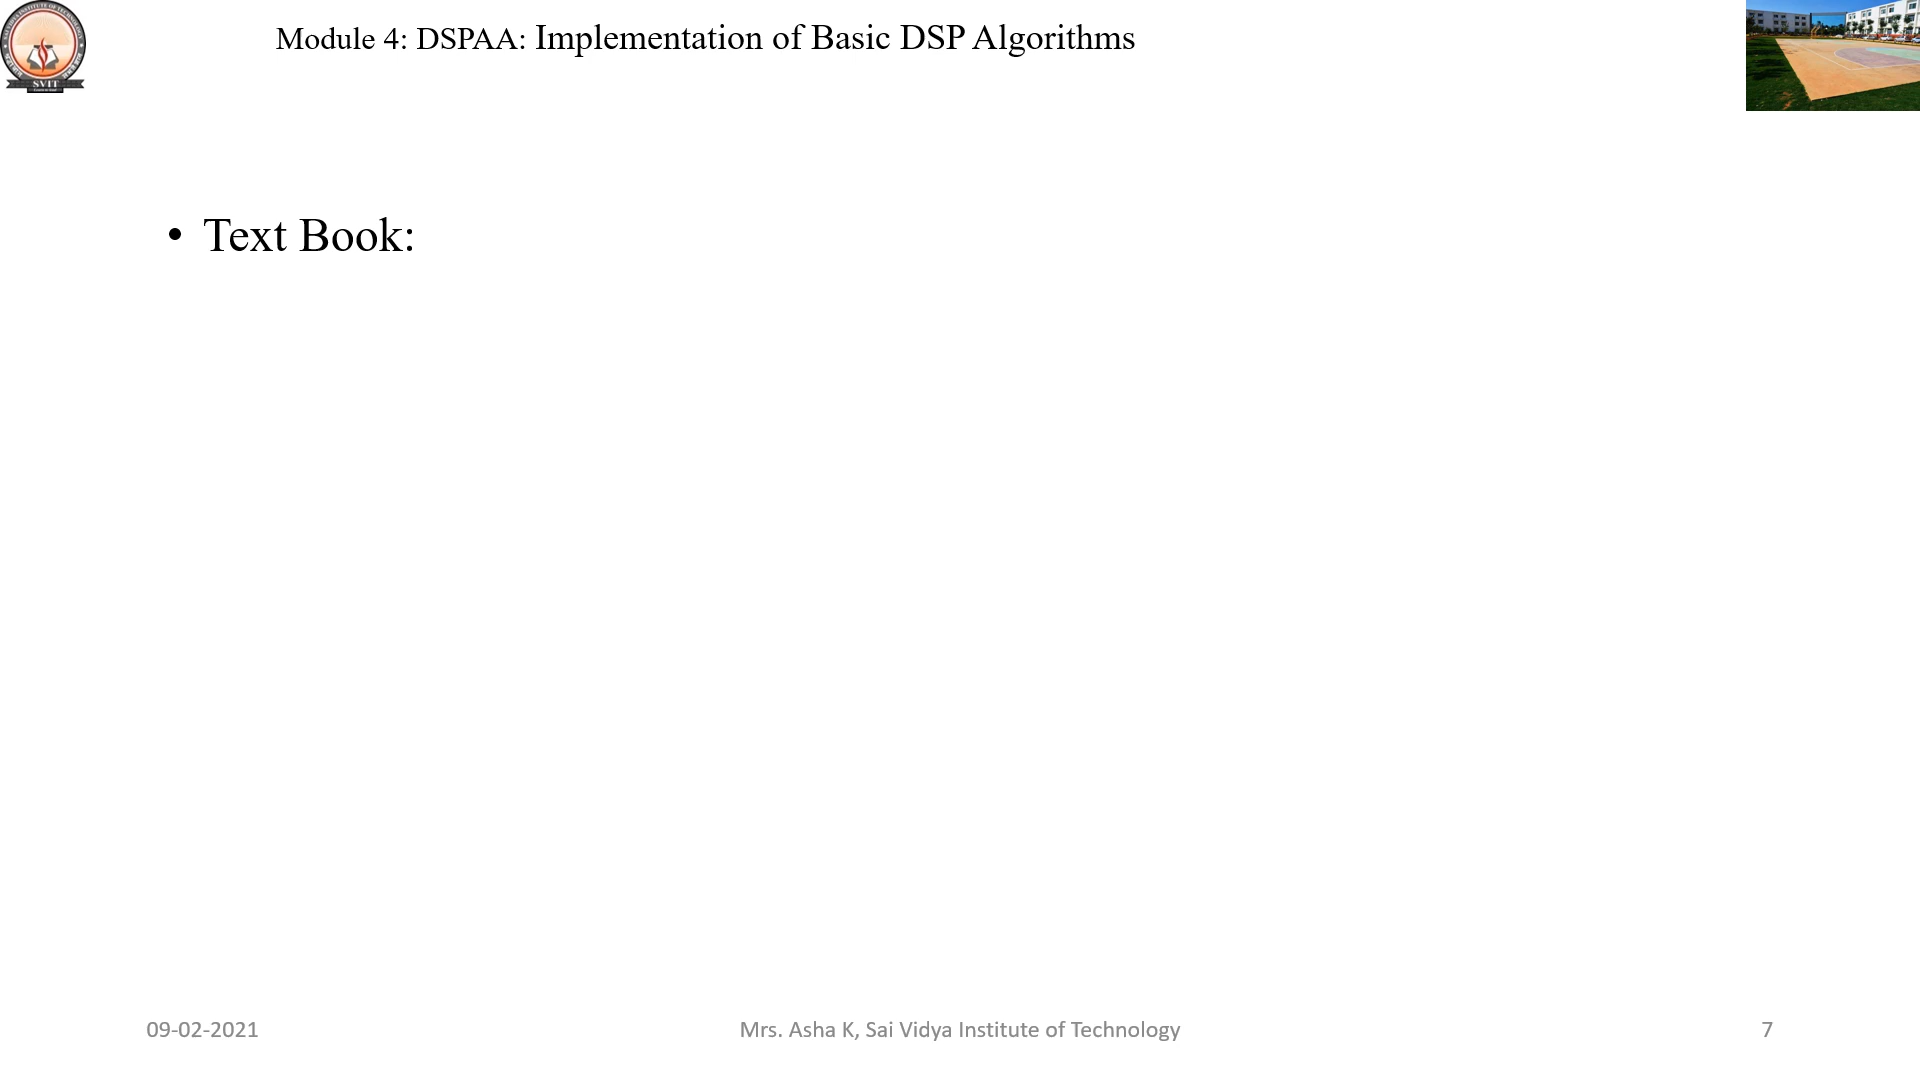 Module 4: DSPAA: Implementation of Basic DSP Algorithms
SVIT
• Text Book:
09-02-2021
Mrs. Asha K, Sai Vidya Institute of Technology
7